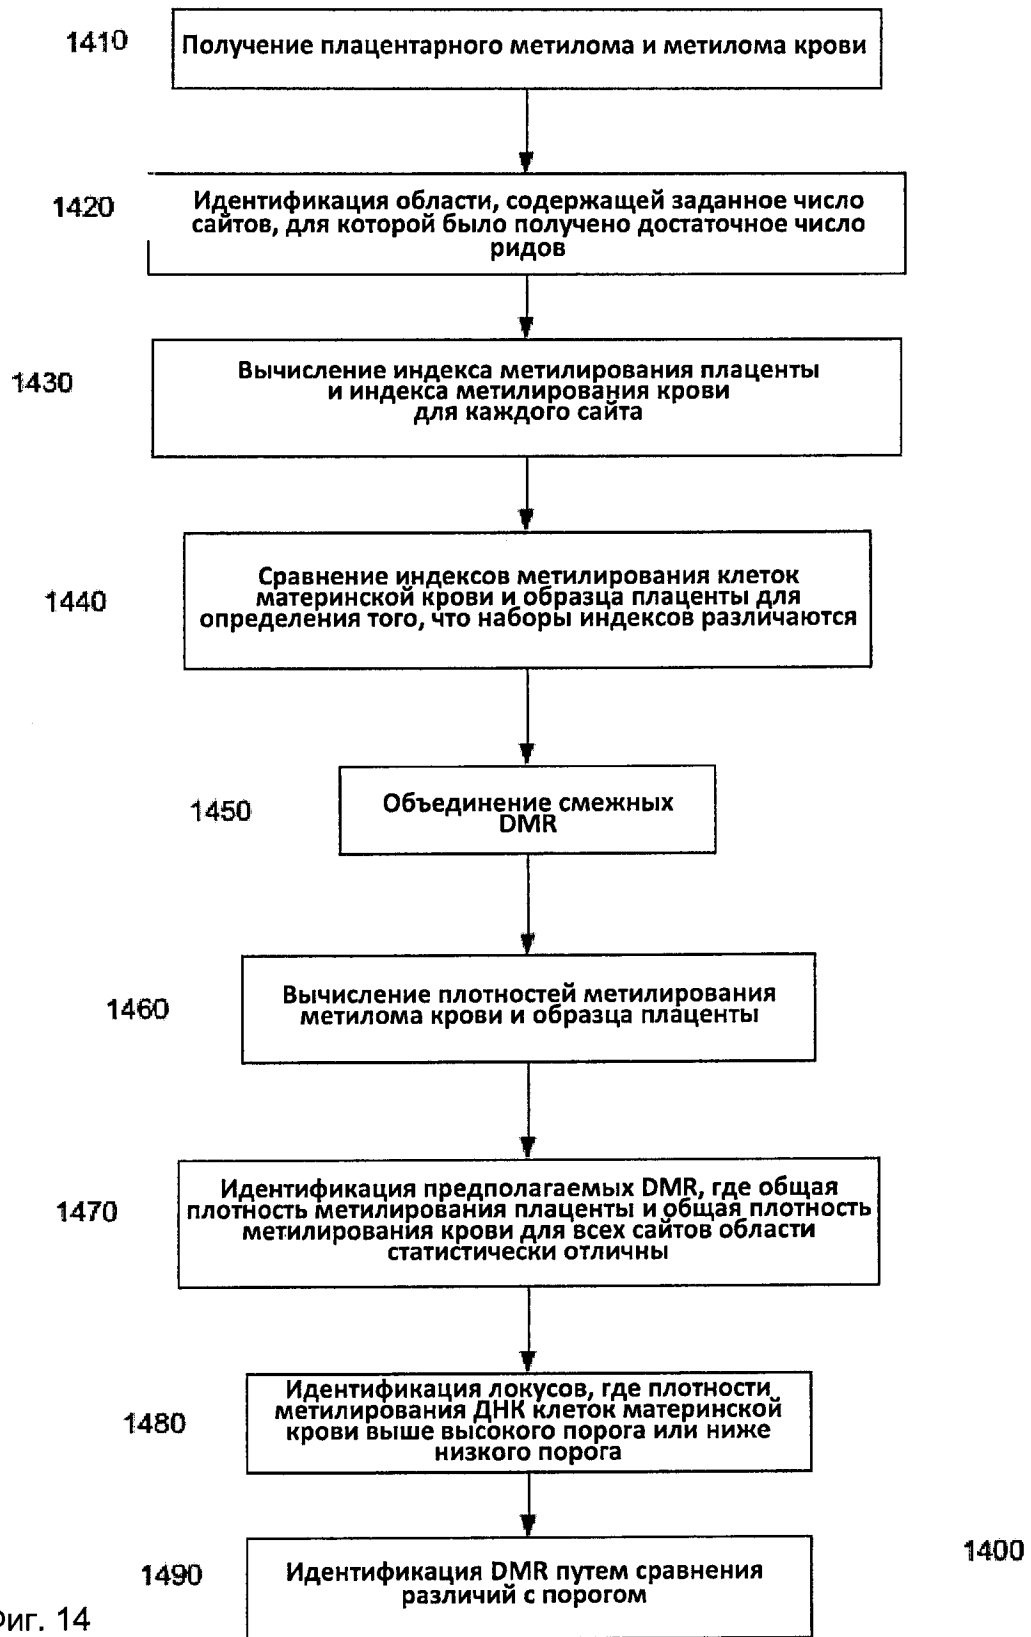 1410
Получение плацентарного метилома и метилома крови
1420
Идентификация области, содержащей заданное число
сайтов, для которой было получено достаточное число
ридов
1430
Вычисление индекса метилирования плаценты
и индекса метилирования крови
для каждого сайта
1440
Сравнение индексов метилирования клеток
материнской крови и образца плаценты для
определения того, что наборы индексов различаются
1450
Объединение смежных
DMR
1460
Вычисление плотностей метилирования
метилома крови и образца плаценты
1470
Идентификация предполагаемых DMR, где общая
плотность метилирования плаценты и общая плотность
метилирования крови для всех сайтов области
статистически отличны
1480
Идентификация локусов, где плотности
метилирования ДНК клеток материнской
крови выше высокого порога или ниже
низкого порога
1490
Идентификация DMR путем сравнения
различий с порогом
1400
Фиг. 14